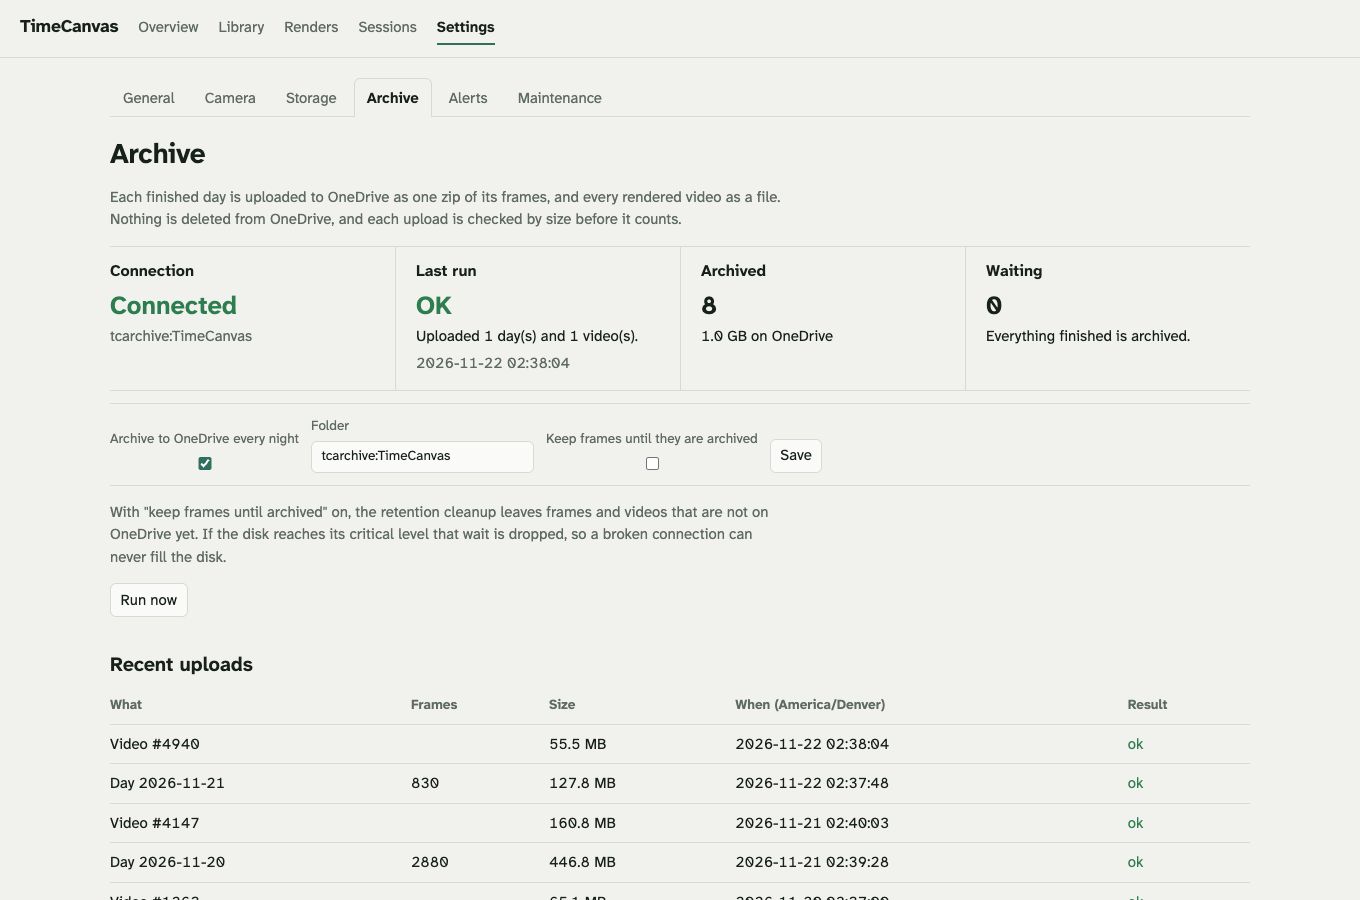 TimeCanvas Overview Library Renders Sessions Settings
General Camera Storage Archive Alerts Maintenance
Archive
Each finished day is uploaded to OneDrive as one zip of its frames, and every rendered video as a file.
Nothing is deleted from OneDrive, and each upload is checked by size before it counts.
Connection
Connected
tcarchive:TimeCanvas
Last run
OK
Uploaded 1 day(s) and 1 video(s).
2026-11-22 02:38:04
Archived
8
1.0 GB on OneDrive
Waiting
0
Everything finished is archived.
Archive to OneDrive every night
Folder
tcarchive:TimeCanvas
Keep frames until they are archived
Save
With "keep frames until archived" on, the retention cleanup leaves frames and videos that are not on
OneDrive yet. If the disk reaches its critical level that wait is dropped, so a broken connection can
never fill the disk.
Run now
Recent uploads
What Frames Size When (America/Denver) Result
Video #4940 55.5 MB 2026-11-22 02:38:04 ok
Day 2026-11-21 830 127.8 MB 2026-11-22 02:37:48 ok
Video #4147 160.8 MB 2026-11-21 02:40:03 ok
Day 2026-11-20 2880 446.8 MB 2026-11-21 02:39:28 ok